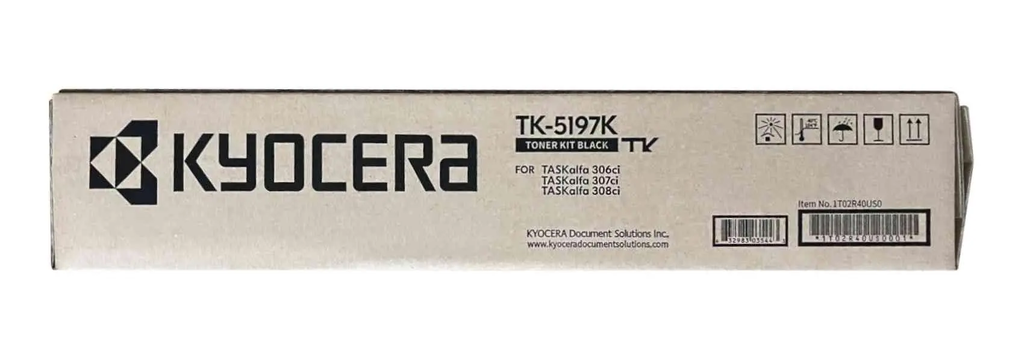 KYOCERA
TK-5197K
TONER KIT BLACK TK
FOR TASKalfa 306ci
TASKalfa 307ci
TASKalfa 308ci
KYOCERA Document Solutions Inc.
www.kyoceradocumentsolutions.com
Item No. 1T02R40US0
*1T02R40US0001*